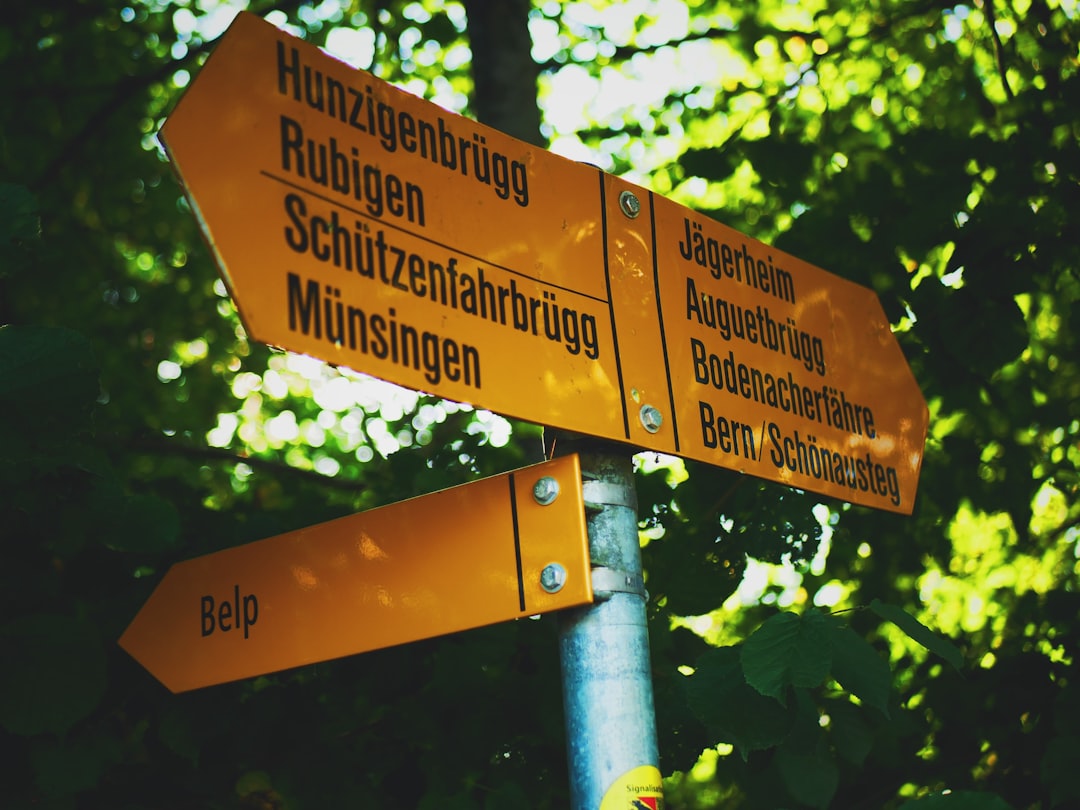 Hunzigenbrügg
Rubigen
Schützenfahrbrügg
Münsingen
Jägerheim
Auguetbrügg
Bodenacherfähre
Bern/Schönausteg
Belp